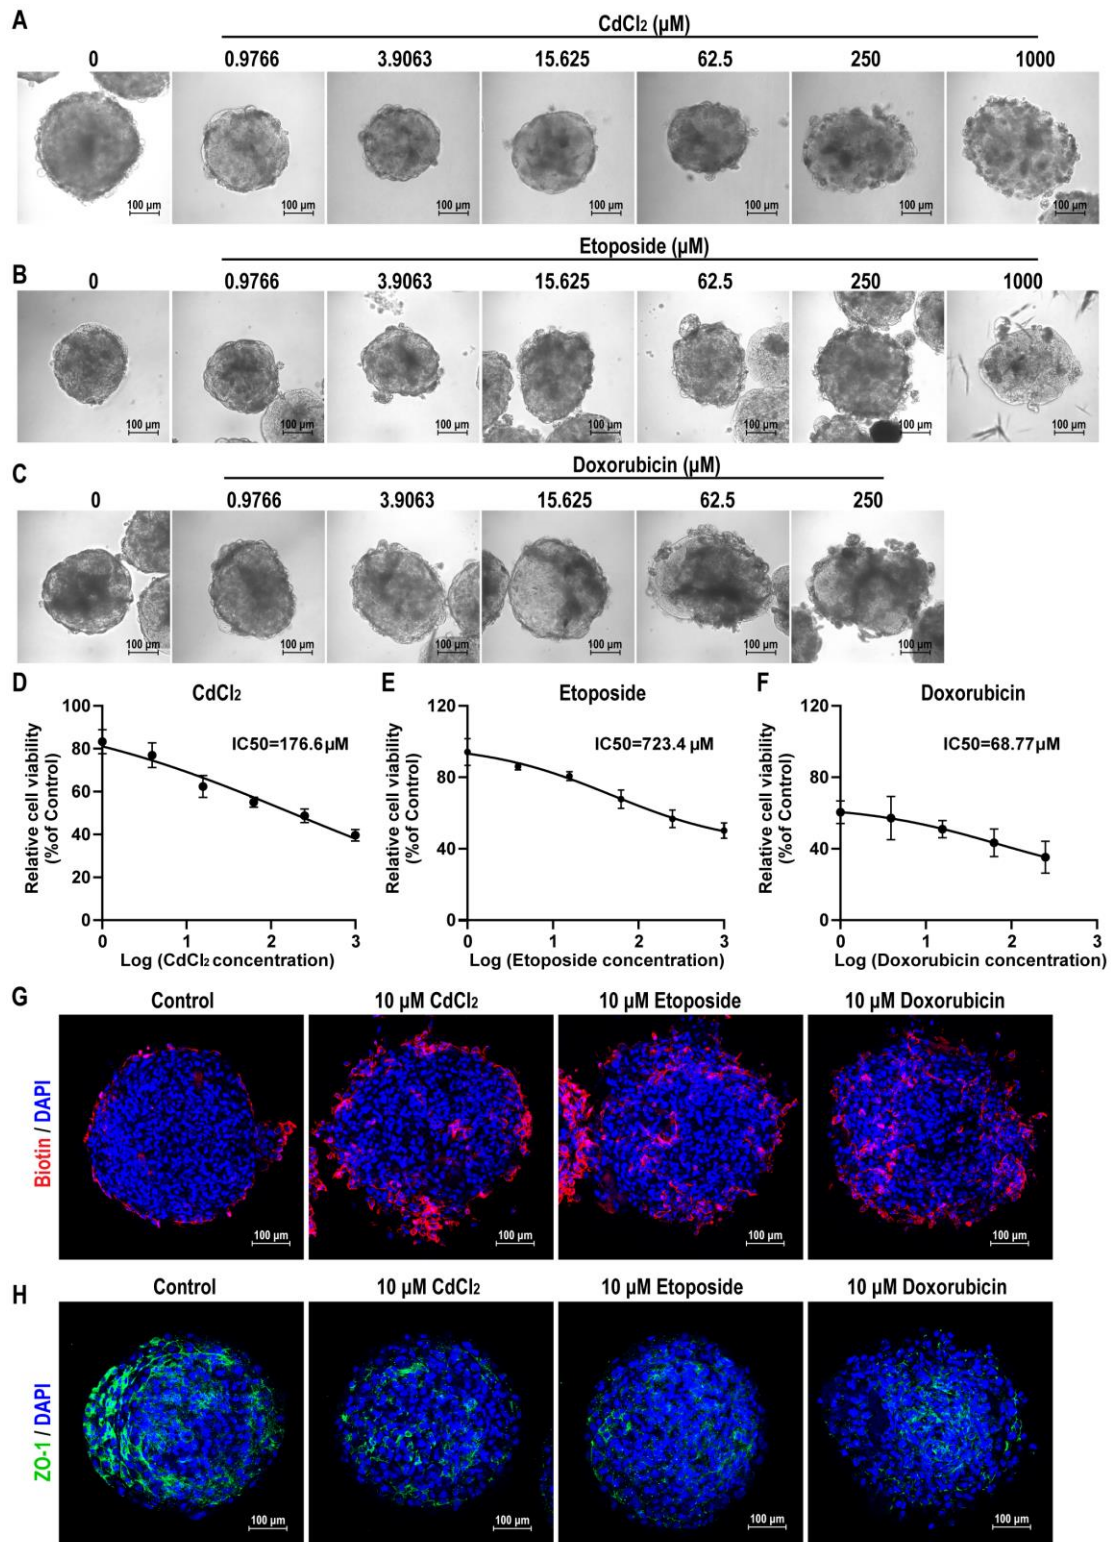 A
CdCl₂ (µM)
0 0.9766 3.9063 15.625 62.5 250 1000
100 µm 100 µm 100 µm 100 µm 100 µm 100 µm 100 µm
Etoposide (µM)
B
0 0.9766 3.9063 15.625 62.5 250 1000
100 µm 100 µm 100 µm 100 µm 100 µm 100 µm 100 µm
C
Doxorubicin (µM)
0 0.9766 3.9063 15.625 62.5 250
100 µm 100 µm 100 µm 100 µm 100 µm 100 µm
D
CdCl₂
Relative cell viability
(%of Control)
100
80
60
40
20
0
IC50=176.6µM
0 1 2 3
Log (CdCl₂ concentration)
E
Etoposide
Relative cell viability
(%of Control)
120
80
40
0
IC50=723.4 µM
0 1 2 3
Log (Etoposide concentration)
F
Doxorubicin
Relative cell viability
(%of Control)
120
80
40
0
IC50=68.77µM
0 1 2 3
Log (Doxorubicin concentration)
G
Control 10 µM CdCl₂ 10 µM Etoposide 10 µM Doxorubicin
Biotin / DAPI
100 µm 100 µm 100 µm 100 µm
H
Control 10 µM CdCl₂ 10 µM Etoposide 10 µM Doxorubicin
ZO-1 / DAPI
100 µm 100 µm 100 µm 100 µm